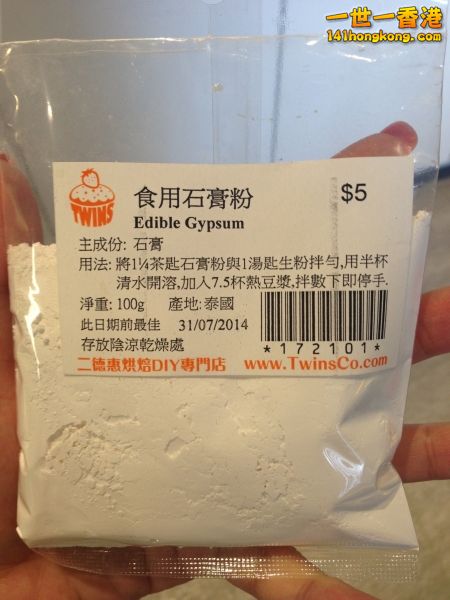 一世一香港
141hongkong.com
TWINS
食用石膏粉
$5
Edible Gypsum
主成份: 石膏
用法: 將1¼茶匙石膏粉與1湯匙生粉拌勻,用半杯
清水開溶,加入7.5杯熱豆漿,拌數下即停手.
淨重: 100g 產地: 泰國
此日期前最佳 31/07/2014
存放陰涼乾燥處
*172101*
二德惠烘焙DIY專門店 www.TwinsCo.com